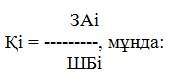 ЗАі
Қі = ---------, мұнда:
ШБі